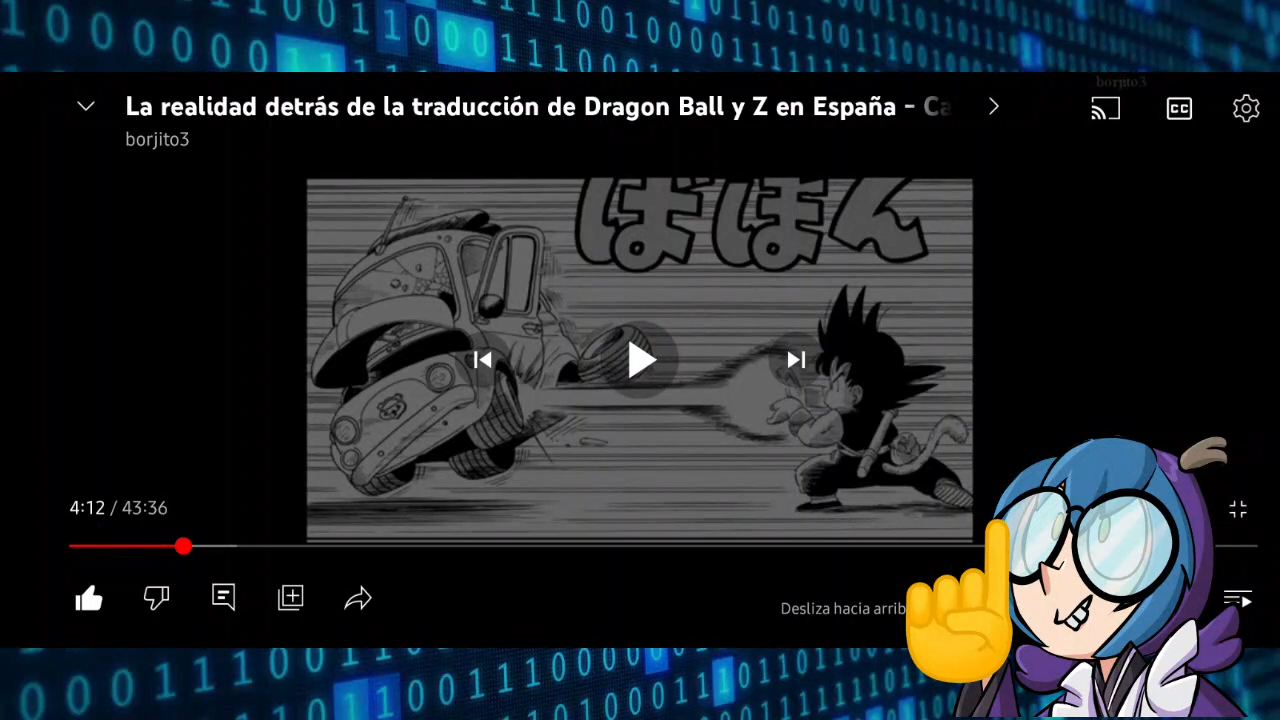 borjito3
La realidad detrás de la traducción de Dragon Ball y Z en España - Ca
borjito3
ばほん
4:12 / 43:36
CC
Desliza hacia arrib